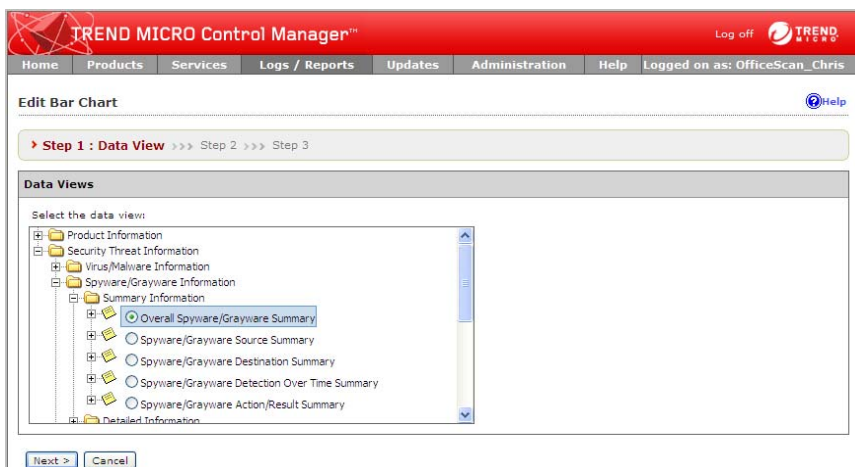 TREND MICRO Control Manager™
Log off
TREND MICRO
Home Products Services Logs / Reports Updates Administration Help Logged on as: OfficeScan_Chris
Edit Bar Chart
Help
Step 1 : Data View >>> Step 2 >>> Step 3
Data Views
Select the data view:
Product Information
Security Threat Information
Virus/Malware Information
Spyware/Grayware Information
Summary Information
Overall Spyware/Grayware Summary
Spyware/Grayware Source Summary
Spyware/Grayware Destination Summary
Spyware/Grayware Detection Over Time Summary
Spyware/Grayware Action/Result Summary
Detailed Information
Next > Cancel